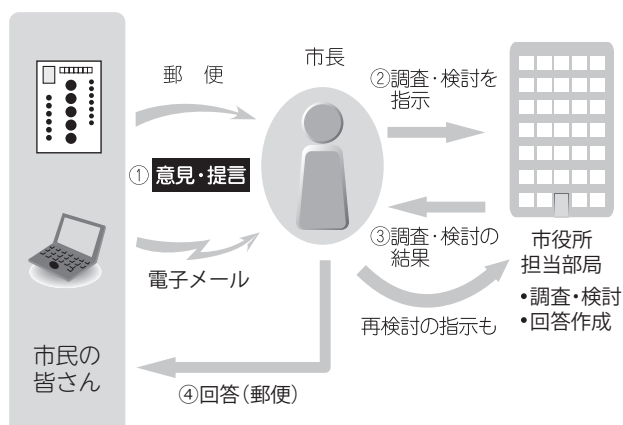 郵 便
① 意見・提言
電子メール
市民の
皆さん
市長
②調査・検討を
指示
③調査・検討の
結果
再検討の指示も
④回答(郵便)
市役所
担当部局
•調査・検討
•回答作成